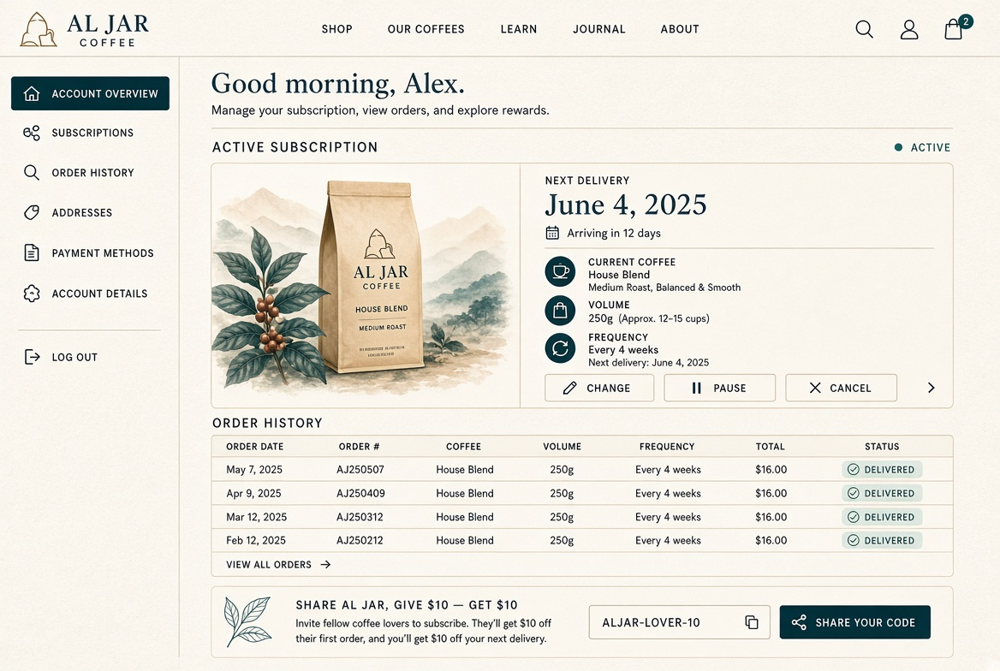 AL JAR
COFFEE
SHOP
OUR COFFEES
LEARN
JOURNAL
ABOUT
2
ACCOUNT OVERVIEW
SUBSCRIPTIONS
ORDER HISTORY
ADDRESSES
PAYMENT METHODS
ACCOUNT DETAILS
LOG OUT
Good morning, Alex.
Manage your subscription, view orders, and explore rewards.
ACTIVE SUBSCRIPTION
ACTIVE
AL JAR
COFFEE
HOUSE BLEND
MEDIUM ROAST
NEXT DELIVERY
June 4, 2025
Arriving in 12 days
CURRENT COFFEE
House Blend
Medium Roast, Balanced & Smooth
VOLUME
250g (Approx. 12–15 cups)
FREQUENCY
Every 4 weeks
Next delivery: June 4, 2025
CHANGE
PAUSE
CANCEL
ORDER HISTORY
ORDER DATE ORDER # COFFEE VOLUME FREQUENCY TOTAL STATUS
May 7, 2025 AJ250507 House Blend 250g Every 4 weeks $16.00 DELIVERED
Apr 9, 2025 AJ250409 House Blend 250g Every 4 weeks $16.00 DELIVERED
Mar 12, 2025 AJ250312 House Blend 250g Every 4 weeks $16.00 DELIVERED
Feb 12, 2025 AJ250212 House Blend 250g Every 4 weeks $16.00 DELIVERED
VIEW ALL ORDERS
SHARE AL JAR, GIVE $10 — GET $10
Invite fellow coffee lovers to subscribe. They'll get $10 off
their first order, and you'll get $10 off your next delivery.
ALJAR-LOVER-10
SHARE YOUR CODE